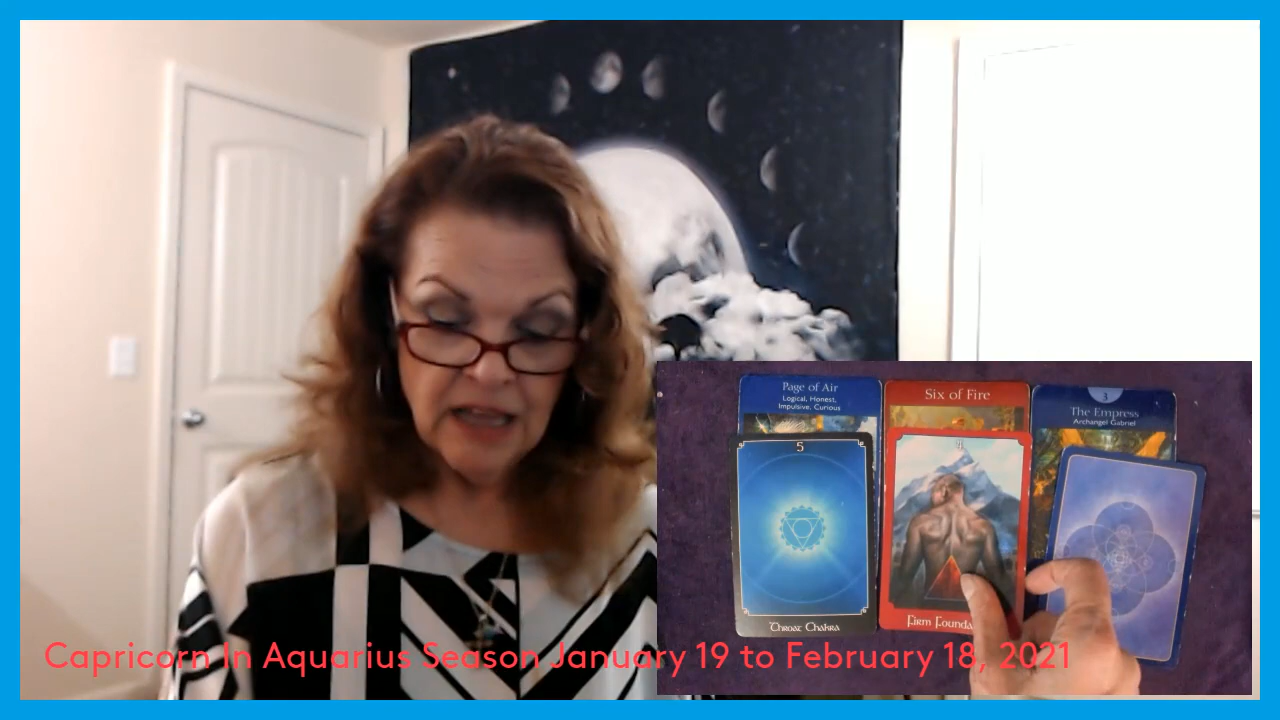 Page of Air
Logical, Honest,
Impulsive, Curious
Six of Fire
3
The Empress
Archangel Gabriel
5
Throat Chakra
4
Firm Founda
Capricorn In Aquarius Season January 19 to February 18, 2021